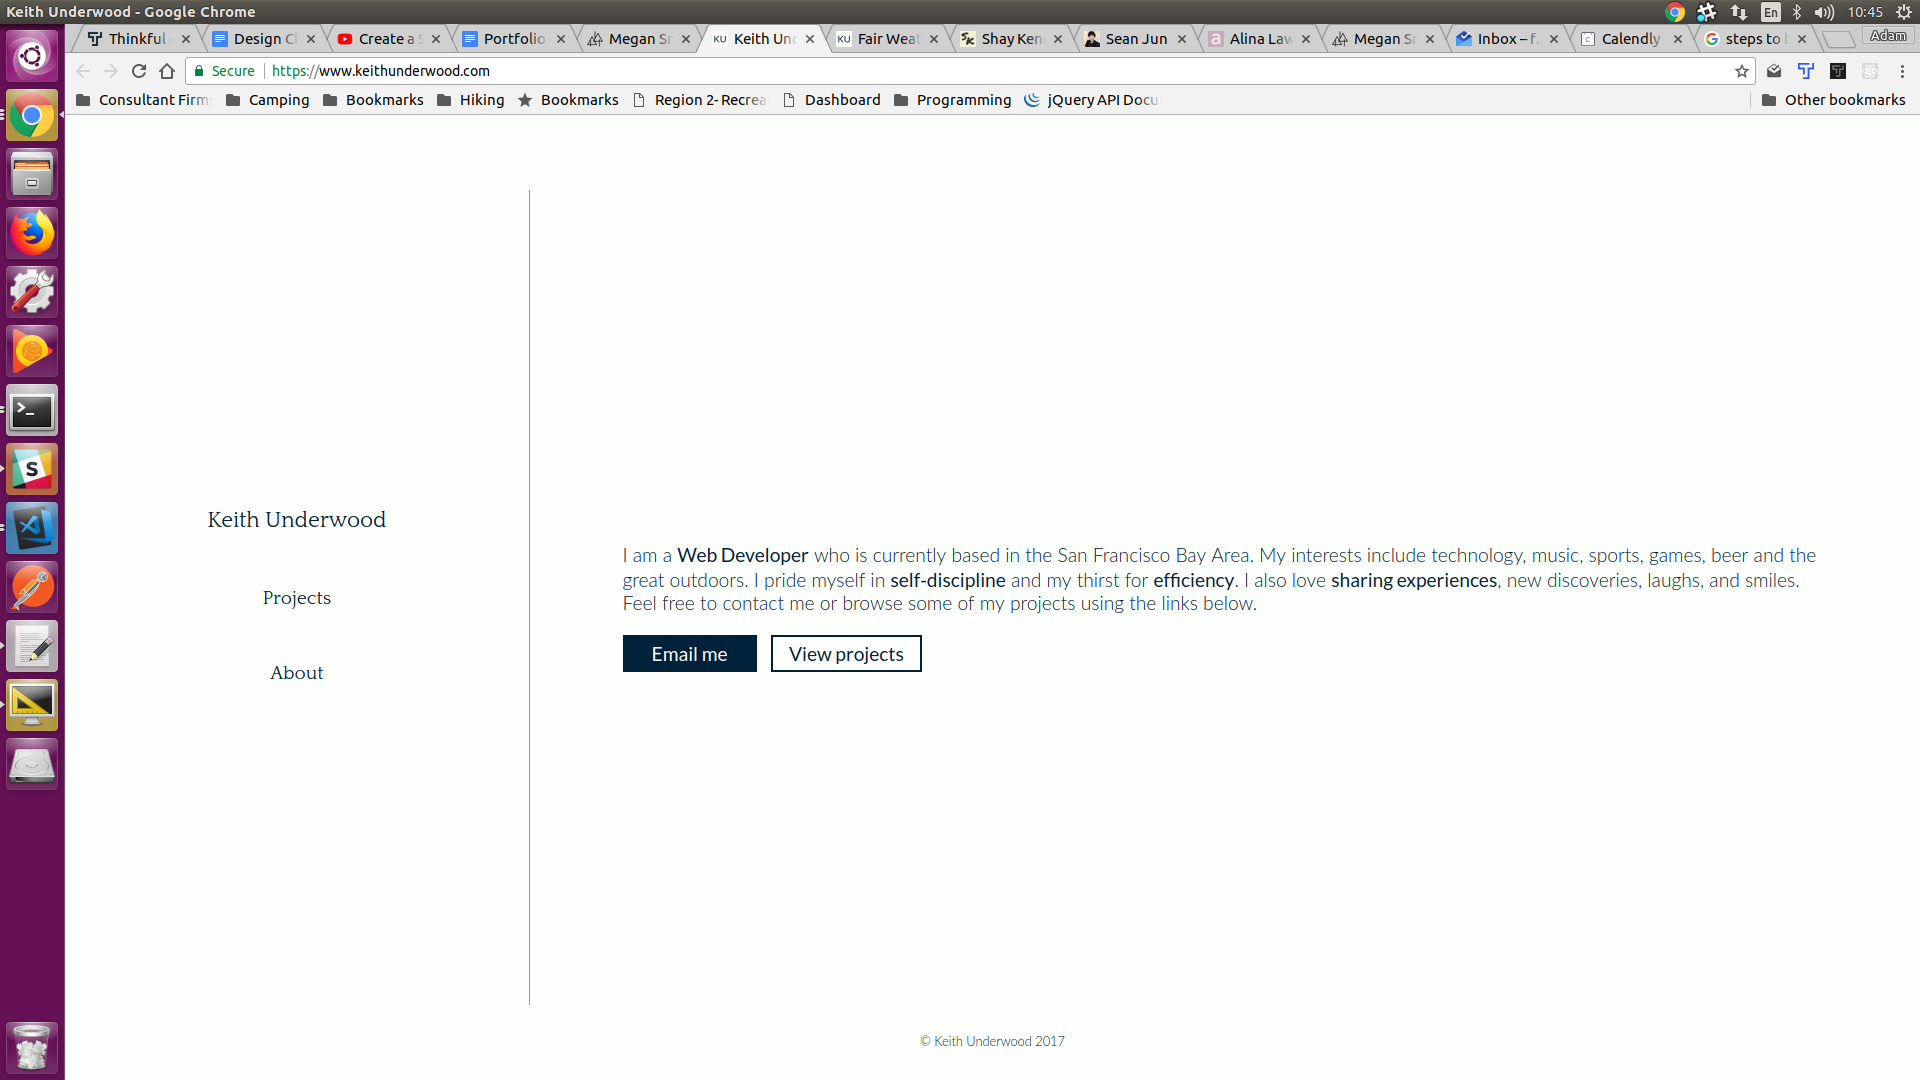 Keith Underwood - Google Chrome
En
10:45
Thinkful
Design C
Create a S
Portfolio
Megan Sr
Keith Und
Fair Weat
Shay Ken
Sean Jun
Alina Law
Megan Sr
Inbox – f.
Calendly
steps to
Adam
Secure
https://www.keithunderwood.com
Consultant Firm
Camping
Bookmarks
Hiking
Bookmarks
Region 2- Recrea
Dashboard
Programming
jQuery API Docu
Other bookmarks
Keith Underwood
Projects
About
I am a Web Developer who is currently based in the San Francisco Bay Area. My interests include technology, music, sports, games, beer and the
great outdoors. I pride myself in self-discipline and my thirst for efficiency. I also love sharing experiences, new discoveries, laughs, and smiles.
Feel free to contact me or browse some of my projects using the links below.
Email me
View projects
© Keith Underwood 2017